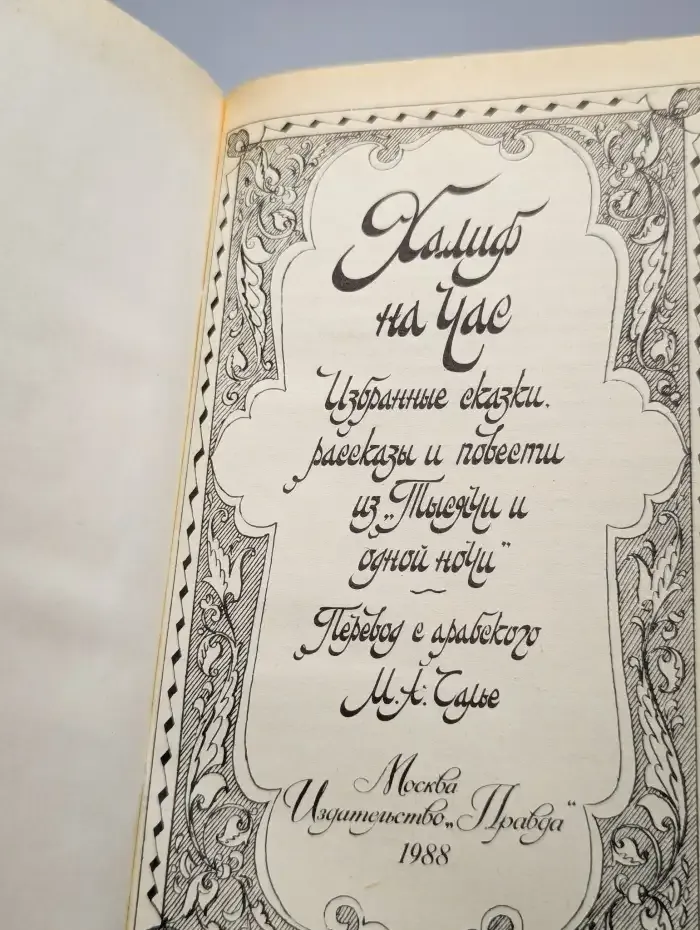 Халиф
на час
Избранные сказки,
рассказы и повести
из „Тысячи и
одной ночи"
Перевод с арабского
М.А. Салье
Москва
Издательство „Правда"
1988